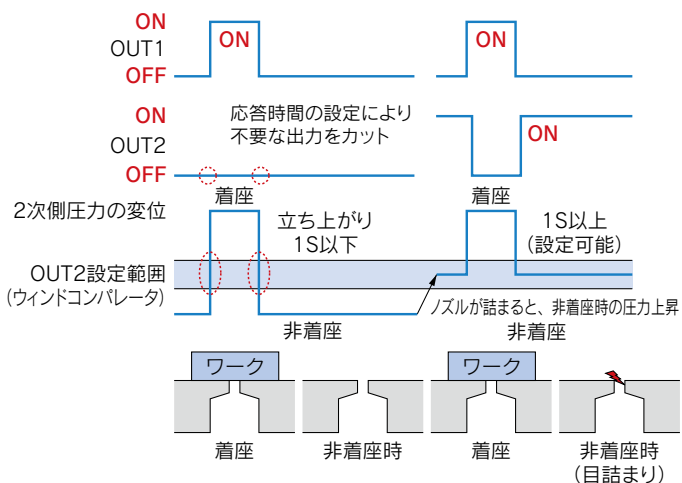 ON
OUT1
OFF
ON
ON
ON
OUT2
OFF
応答時間の設定により
不要な出力をカット
ON
着座
着座
2次側圧力の変位
立ち上がり
1S以下
1S以上
(設定可能)
OUT2設定範囲
(ウィンドコンパレータ)
ノズルが詰まると、非着座時の圧力上昇
非着座
非着座
ワーク
ワーク
着座
非着座時
着座
非着座時
(目詰まり)